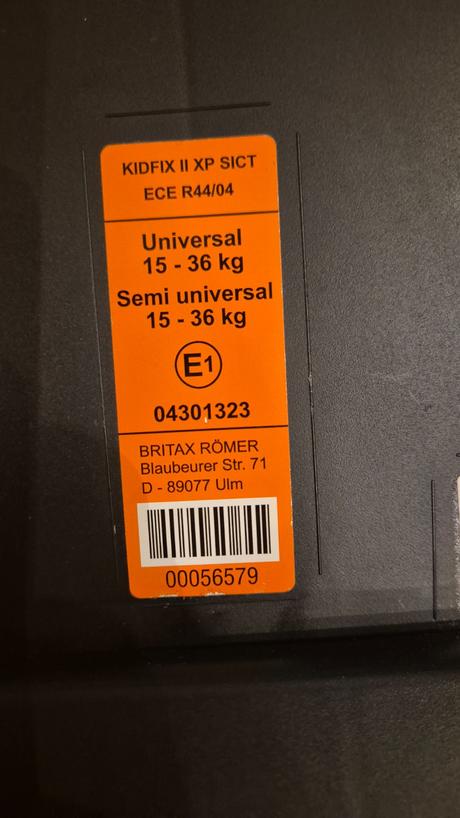 KIDFIX II XP SICT
ECE R44/04
Universal
15 - 36 kg
Semi universal
15 - 36 kg
E1
04301323
BRITAX RÖMER
Blaubeurer Str. 71
D - 89077 Ulm
00056579